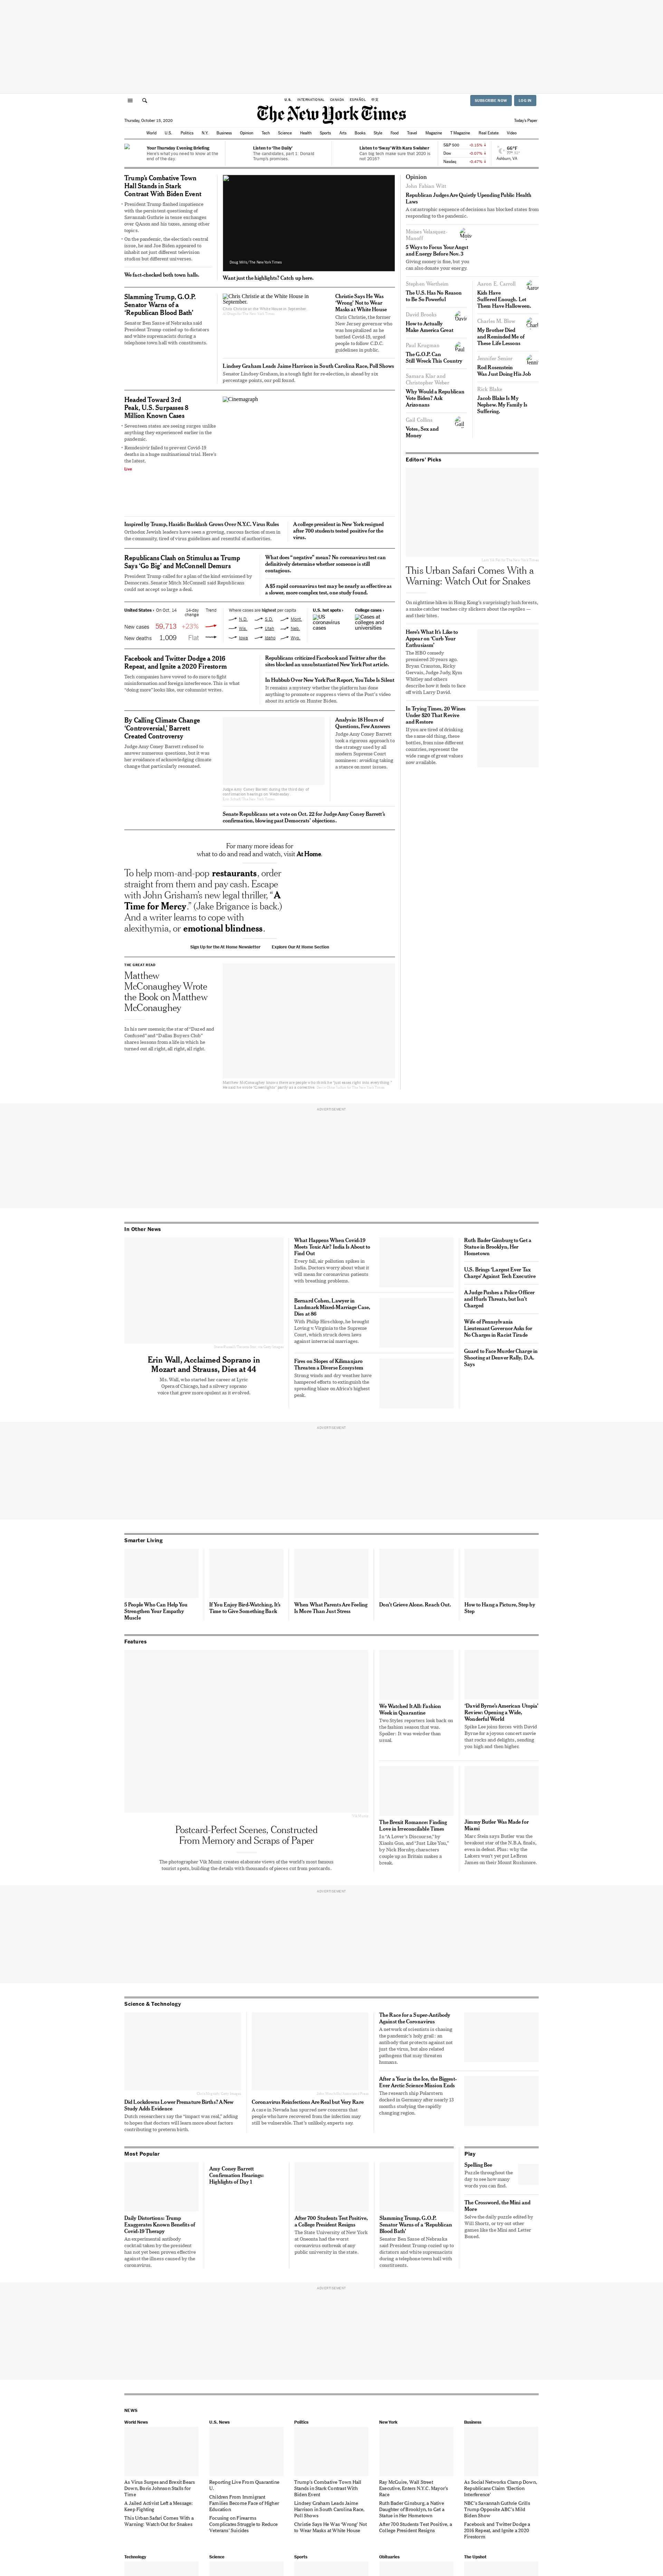 U.S. INTERNATIONAL CANADA ESPAÑOL 中文
SUBSCRIBE NOW LOG IN
The New York Times
Thursday, October 15, 2020
Today's Paper
World U.S. Politics N.Y. Business Opinion Tech Science Health Sports Arts Books Style Food Travel Magazine T Magazine Real Estate Video
Your Thursday Evening Briefing
Here's what you need to know at the
end of the day.
Listen to 'The Daily'
The candidates, part 1: Donald
Trump's promises.
Listen to 'Sway' With Kara Swisher
Can big tech make sure that 2020 is
not 2016?
S&P 500 -0.15% ↓
Dow -0.07% ↓
Nasdaq -0.47% ↓
66°F
Ashburn, VA
Trump's Combative Town
Hall Stands in Stark
Contrast With Biden Event
President Trump flashed impatience
with the persistent questioning of
Savannah Guthrie in tense exchanges
over QAnon and his taxes, among other
topics.
On the pandemic, the election's central
issue, he and Joe Biden appeared to
inhabit not just different television
studios but different universes.
We fact-checked both town halls.
Doug Mills/The New York Times
Want just the highlights? Catch up here.
Slamming Trump, G.O.P.
Senator Warns of a
'Republican Blood Bath'
Senator Ben Sasse of Nebraska said
President Trump cozied up to dictators
and white supremacists during a
telephone town hall with constituents.
Chris Christie at the White House in
September.
Chris Christie at the White House in September.
Christie Says He Was
'Wrong' Not to Wear
Masks at White House
Chris Christie, the former
New Jersey governor who
was hospitalized as he
battled Covid-19, urged
people to follow C.D.C.
guidelines in public.
Lindsey Graham Leads Jaime Harrison in South Carolina Race, Poll Shows
Senator Lindsey Graham, in a tough fight for re-election, is ahead by six
percentage points, our poll found.
Headed Toward 3rd
Peak, U.S. Surpasses 8
Million Known Cases
Seventeen states are seeing surges unlike
anything they experienced earlier in the
pandemic.
Remdesivir failed to prevent Covid-19
deaths in a huge multinational trial. Here's
the latest.
Live
Cinemagraph
Inspired by Trump, Hasidic Backlash Grows Over N.Y.C. Virus Rules
Orthodox Jewish leaders have seen a growing, raucous faction of men in
the community, tired of virus guidelines and resentful of authorities.
A college president in New York resigned
after 700 students tested positive for the
virus.
Republicans Clash on Stimulus as Trump
Says 'Go Big' and McConnell Demurs
President Trump called for a plan of the kind envisioned by
Democrats. Senator Mitch McConnell said Republicans
could not accept so large a deal.
What does "negative" mean? No coronavirus test can
definitively determine whether someone is still
contagious.
A $5 rapid coronavirus test may be nearly as effective as
a slower, more complex test, one study found.
United States › On Oct. 14 14-day
change Trend
New cases 59,713 +23%
New deaths 1,009 Flat
Where cases are highest per capita
N.D. S.D. Mont.
Wis. Utah Neb.
Iowa Idaho Wyo.
U.S. hot spots ›
US
coronavirus
cases
College cases ›
Cases at
colleges and
universities
Facebook and Twitter Dodge a 2016
Repeat, and Ignite a 2020 Firestorm
Tech companies have vowed to do more to fight
misinformation and foreign interference. This is what
"doing more" looks like, our columnist writes.
Republicans criticized Facebook and Twitter after the
sites blocked an unsubstantiated New York Post article.
In Hubbub Over New York Post Report, YouTube Is Silent
It remains a mystery whether the platform has done
anything to promote or suppress views of the Post's video
about its article on Hunter Biden.
By Calling Climate Change
'Controversial,' Barrett
Created Controversy
Judge Amy Coney Barrett refused to
answer numerous questions, but it was
her avoidance of acknowledging climate
change that particularly resonated.
Judge Amy Coney Barrett during the third day of
confirmation hearings on Wednesday.
Analysis: 18 Hours of
Questions, Few Answers
Judge Amy Coney Barrett
took a rigorous approach to
the strategy used by all
modern Supreme Court
nominees: avoiding taking
a stance on most issues.
Senate Republicans set a vote on Oct. 22 for Judge Amy Coney Barrett's
confirmation, blowing past Democrats' objections.
For many more ideas for
what to do and read and watch, visit At Home.
To help mom-and-pop restaurants, order
straight from them and pay cash. Escape
with John Grisham's new legal thriller, "A
Time for Mercy." (Jake Brigance is back.)
And a writer learns to cope with
alexithymia, or emotional blindness.
Sign Up for the At Home Newsletter Explore Our At Home Section
THE GREAT READ
Matthew
McConaughey Wrote
the Book on Matthew
McConaughey
In his new memoir, the star of "Dazed and
Confused" and "Dallas Buyers Club"
shares lessons from a life in which he
turned out all right, all right, all right.
Opinion
John Fabian Witt
Republican Judges Are Quietly Upending Public Health
Laws
A catastrophic sequence of decisions has blocked states from
responding to the pandemic.
Moises Velasquez-
Manoff
5 Ways to Focus Your Angst
and Energy Before Nov. 3
Giving money is fine, but you
can also donate your energy.
Stephen Wertheim
The U.S. Has No Reason
to Be So Powerful
David Brooks
How to Actually
Make America Great
Paul Krugman
The G.O.P. Can
Still Wreck This Country
Samara Klar and
Christopher Weber
Why Would a Republican
Vote Biden? Ask
Arizonans
Gail Collins
Votes, Sex and
Money
Aaron E. Carroll
Kids Have
Suffered Enough. Let
Them Have Halloween.
Charles M. Blow
My Brother Died
and Reminded Me of
These Life Lessons
Jennifer Senior
Rod Rosenstein
Was Just Doing His Job
Rick Blake
Jacob Blake Is My
Nephew. My Family Is
Suffering.
Editors' Picks
This Urban Safari Comes With a
Warning: Watch Out for Snakes
On nighttime hikes in Hong Kong's surprisingly lush forests,
a snake catcher teaches city slickers about the reptiles —
and their bites.
Here's What It's Like to
Appear on 'Curb Your
Enthusiasm'
The HBO comedy
premiered 20 years ago.
Bryan Cranston, Ricky
Gervais, Judge Judy, Kym
Whitley and others
describe how it feels to face
off with Larry David.
In Trying Times, 20 Wines
Under $20 That Revive
and Restore
If you are tired of drinking
the same old thing, these
bottles, from nine different
countries, represent the
wide range of great values
now available.
ADVERTISEMENT
In Other News
Erin Wall, Acclaimed Soprano in
Mozart and Strauss, Dies at 44
Ms. Wall, who started her career at Lyric
Opera of Chicago, had a silvery soprano
voice that grew more opulent as it evolved.
What Happens When Covid-19
Meets Toxic Air? India Is About to
Find Out
Every fall, air pollution spikes in
India. Doctors worry about what it
will mean for coronavirus patients
with breathing problems.
Bernard Cohen, Lawyer in
Landmark Mixed-Marriage Case,
Dies at 86
With Philip Hirschkop, he brought
Loving v. Virginia to the Supreme
Court, which struck down laws
against interracial marriages.
Fires on Slopes of Kilimanjaro
Threaten a Diverse Ecosystem
Strong winds and dry weather have
hampered efforts to extinguish the
spreading blaze on Africa's highest
peak.
Ruth Bader Ginsburg to Get a
Statue in Brooklyn, Her
Hometown
U.S. Brings 'Largest Ever Tax
Charge' Against Tech Executive
A Judge Pushes a Police Officer
and Hurls Threats, but Isn't
Charged
Wife of Pennsylvania
Lieutenant Governor Asks for
No Charges in Racist Tirade
Guard to Face Murder Charge in
Shooting at Denver Rally, D.A.
Says
ADVERTISEMENT
Smarter Living
5 People Who Can Help You
Strengthen Your Empathy
Muscle
If You Enjoy Bird-Watching, It's
Time to Give Something Back
When What Parents Are Feeling
Is More Than Just Stress
Don't Grieve Alone. Reach Out.
How to Hang a Picture, Step by
Step
Features
Postcard-Perfect Scenes, Constructed
From Memory and Scraps of Paper
The photographer Vik Muniz creates elaborate views of the world's most famous
tourist spots, building the details with thousands of pieces cut from postcards.
We Watched It All: Fashion
Week in Quarantine
Two Styles reporters look back on
the fashion season that was.
Spoiler: It was weirder than
usual.
The Brexit Romance: Finding
Love in Irreconcilable Times
In "A Lover's Discourse," by
Xiaolu Guo, and "Just Like You,"
by Nick Hornby, characters
couple up as Britain makes a
break.
'David Byrne's American Utopia'
Review: Opening a Wide,
Wonderful World
Spike Lee joins forces with David
Byrne for a joyous concert movie
that rocks and delights, sending
you high and then higher.
Jimmy Butler Was Made for
Miami
Marc Stein says Butler was the
breakout star of the N.B.A. finals,
even in defeat. Plus: why the
Lakers won't yet put LeBron
James on their Mount Rushmore.
ADVERTISEMENT
Science & Technology
Did Lockdowns Lower Premature Births? A New
Study Adds Evidence
Dutch researchers say the "impact was real," adding
to hopes that doctors will learn more about factors
contributing to preterm birth.
Coronavirus Reinfections Are Real but Very Rare
A case in Nevada has spurred new concerns that
people who have recovered from the infection may
still be vulnerable. That's unlikely, experts say.
The Race for a Super-Antibody
Against the Coronavirus
A network of scientists is chasing
the pandemic's holy grail: an
antibody that protects against not
just the virus, but also related
pathogens that may threaten
humans.
After a Year in the Ice, the Biggest-
Ever Arctic Science Mission Ends
The research ship Polarstern
docked in Germany after nearly 13
months studying the rapidly
changing region.
Most Popular
Daily Distortions: Trump
Exaggerates Known Benefits of
Covid-19 Therapy
An experimental antibody
cocktail taken by the president
has not yet been proven effective
against the illness caused by the
coronavirus.
Amy Coney Barrett
Confirmation Hearings:
Highlights of Day 1
After 700 Students Test Positive,
a College President Resigns
The State University of New York
at Oneonta had the worst
coronavirus outbreak of any
public university in the state.
Slamming Trump, G.O.P.
Senator Warns of a 'Republican
Blood Bath'
Senator Ben Sasse of Nebraska
said President Trump cozied up to
dictators and white supremacists
during a telephone town hall with
constituents.
Play
Spelling Bee
Puzzle throughout the
day to see how many
words you can find.
The Crossword, the Mini and
More
Solve the daily puzzle edited by
Will Shortz, or try our other
games like the Mini and Letter
Boxed.
ADVERTISEMENT
NEWS
World News
As Virus Surges and Brexit Bears
Down, Boris Johnson Stalls for
Time
A Jailed Activist Left a Message:
Keep Fighting
This Urban Safari Comes With a
Warning: Watch Out for Snakes
U.S. News
Reporting Live From Quarantine
U.
Children From Immigrant
Families Become Face of Higher
Education
Focusing on Firearms
Complicates Struggle to Reduce
Veterans' Suicides
Politics
Trump's Combative Town Hall
Stands in Stark Contrast With
Biden Event
Lindsey Graham Leads Jaime
Harrison in South Carolina Race,
Poll Shows
Christie Says He Was 'Wrong' Not
to Wear Masks at White House
New York
Ray McGuire, Wall Street
Executive, Enters N.Y.C. Mayor's
Race
Ruth Bader Ginsburg, a Native
Daughter of Brooklyn, to Get a
Statue in Her Hometown
After 700 Students Test Positive, a
College President Resigns
Business
As Social Networks Clamp Down,
Republicans Claim 'Election
Interference'
NBC's Savannah Guthrie Grills
Trump Opposite ABC's Mild
Biden Show
Facebook and Twitter Dodge a
2016 Repeat, and Ignite a 2020
Firestorm
Technology Science Sports Obituaries The Upshot